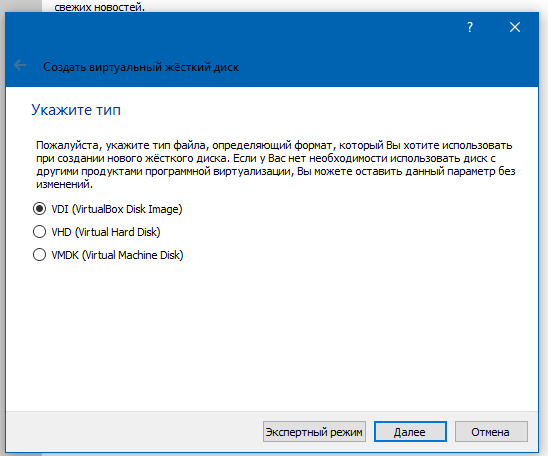 свежих новостей.
?
Создать виртуальный жёсткий диск
Укажите тип
Пожалуйста, укажите тип файла, определяющий формат, который Вы хотите использовать
при создании нового жёсткого диска. Если у Вас нет необходимости использовать диск с
другими продуктами программной виртуализации, Вы можете оставить данный параметр без
изменений.
VDI (VirtualBox Disk Image)
VHD (Virtual Hard Disk)
VMDK (Virtual Machine Disk)
Экспертный режим Далее Отмена